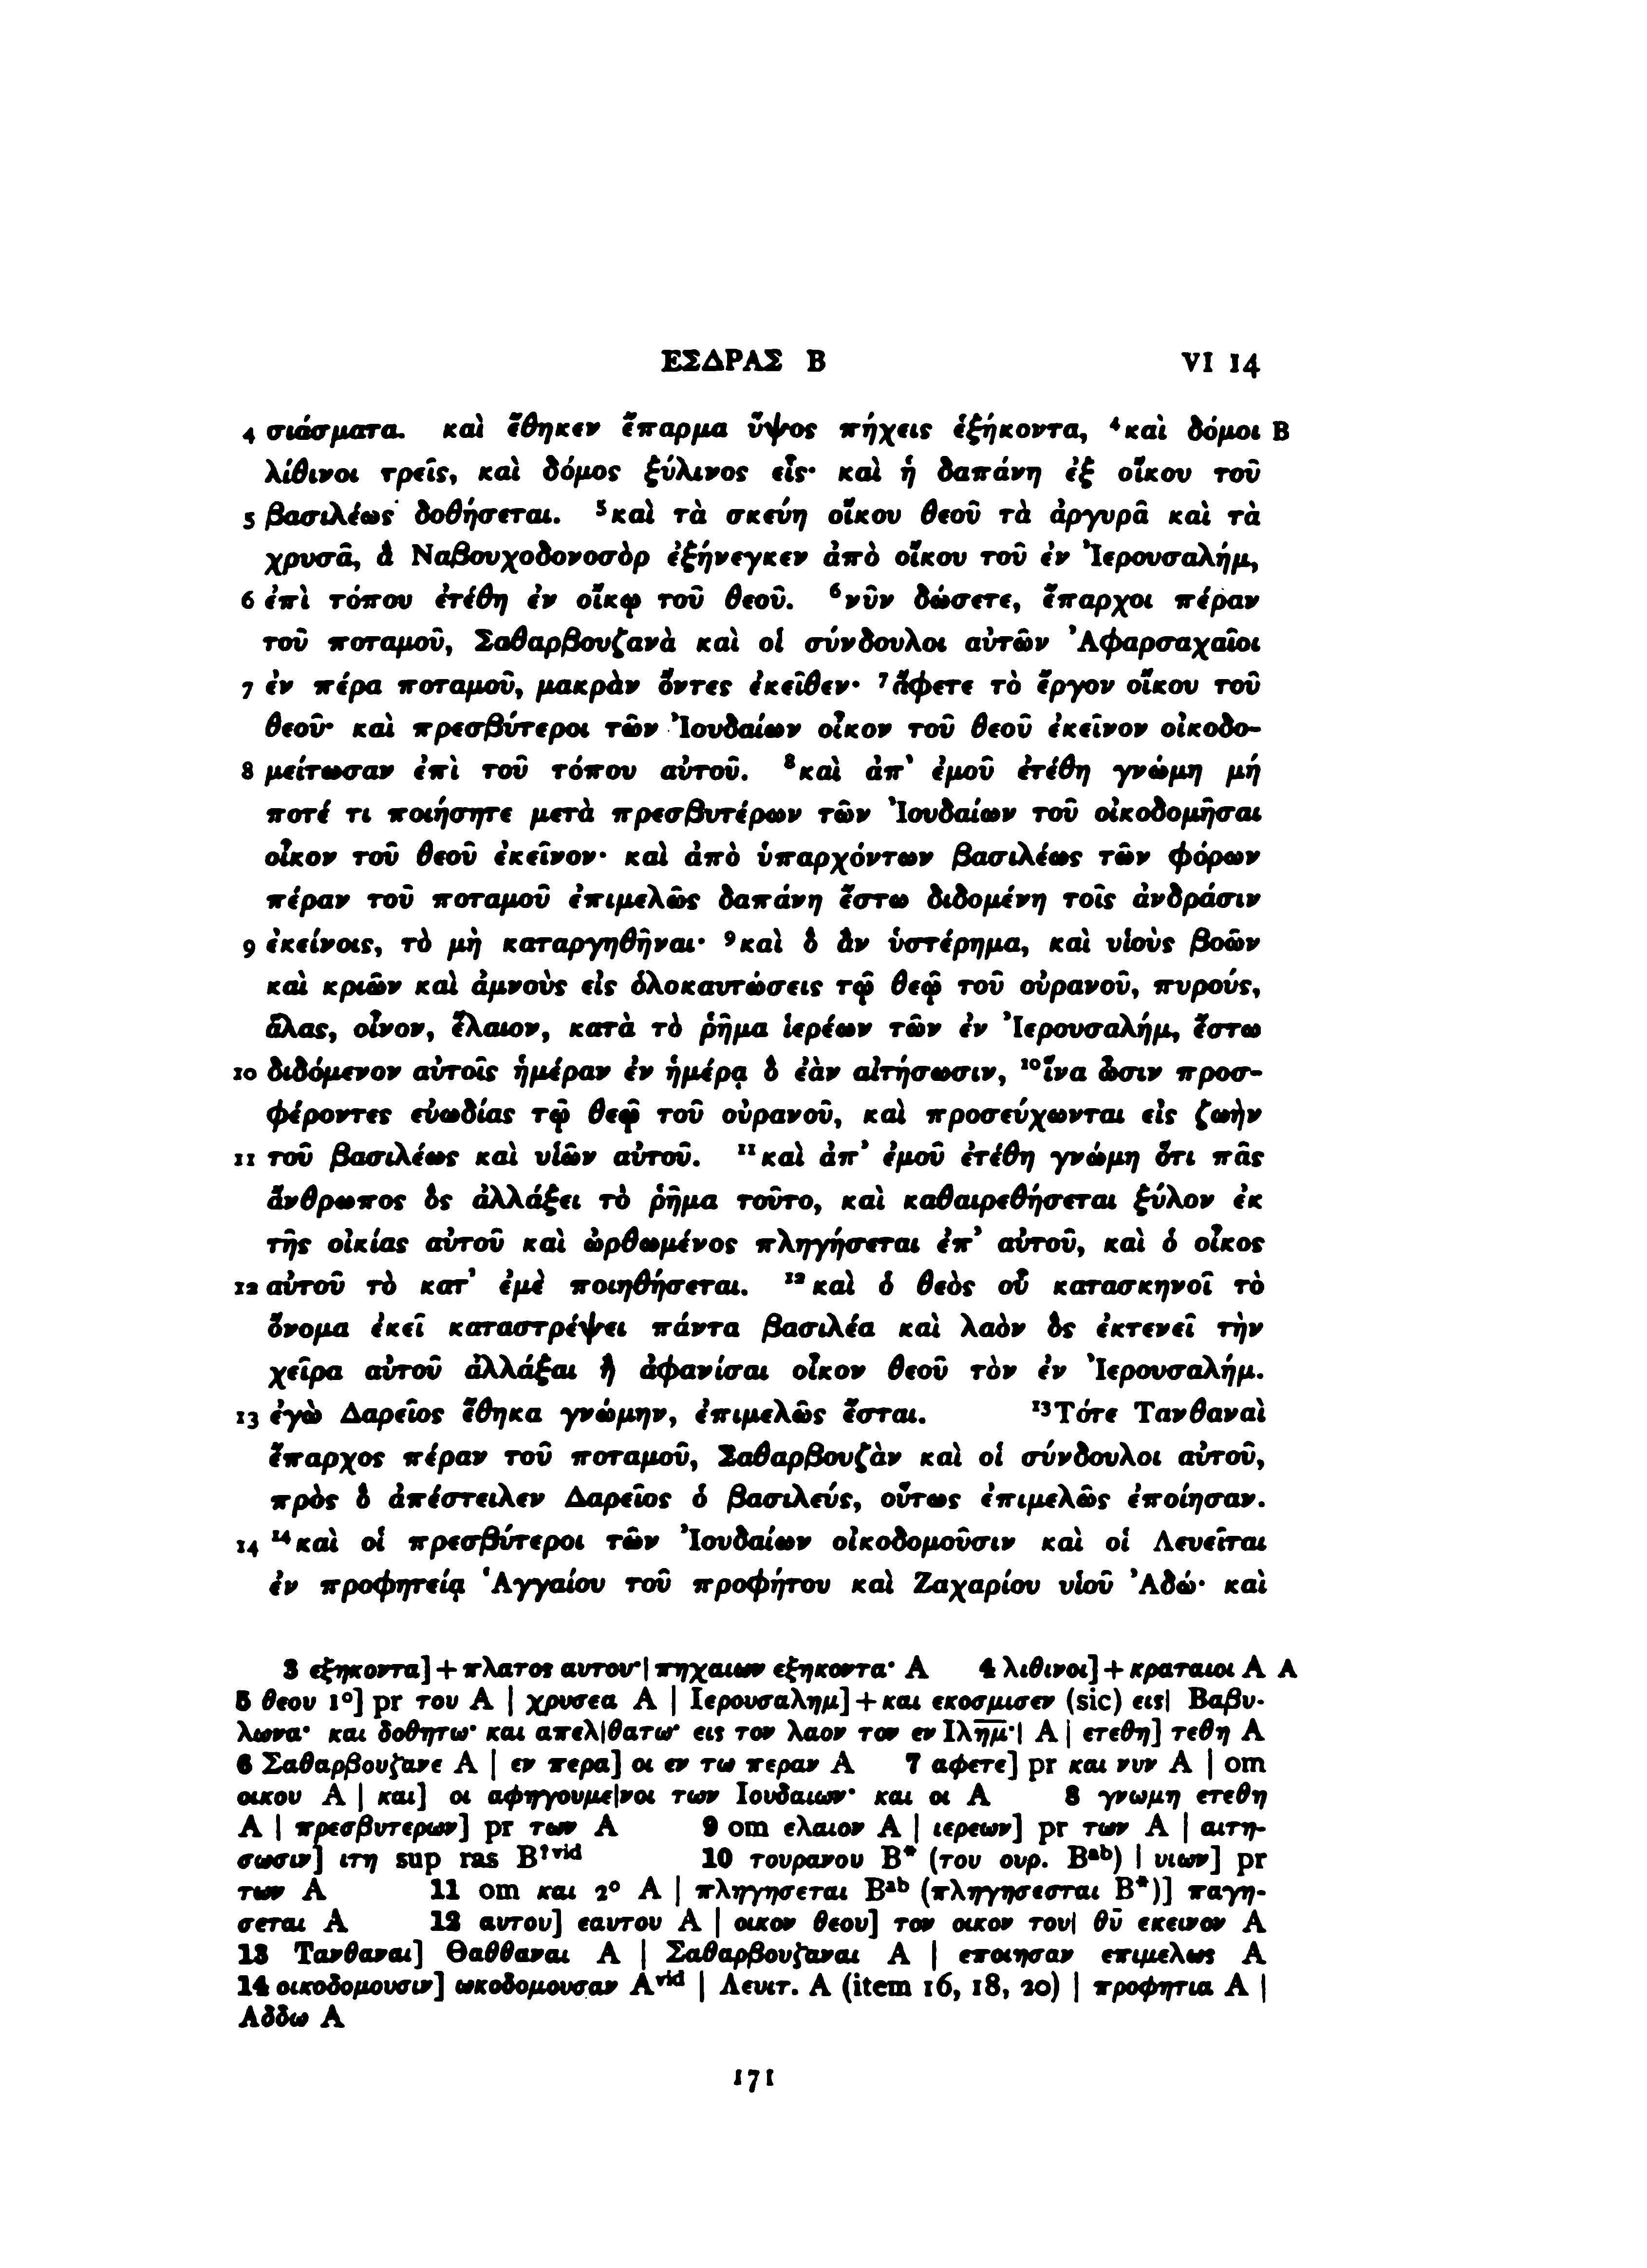 ΕΣΔΡΑΣ Β VI 14
4 σιάσματα. καὶ ἔθηκεν ἔπαρμα ὕψος πήχεις ἑξήκοντα, ⁴καὶ δόμοι B
λίθινοι τρεῖς, καὶ δόμος ξύλινος εἷς· καὶ ἡ δαπάνη ἐξ οἴκου τοῦ
5 βασιλέως δοθήσεται. ⁵καὶ τὰ σκεύη οἴκου θεοῦ τὰ ἀργυρᾶ καὶ τὰ
χρυσᾶ, ἃ Ναβουχοδονοσὸρ ἐξήνεγκεν ἀπὸ οἴκου τοῦ ἐν Ἰερουσαλήμ,
6 ἐπὶ τόπου ἐτέθη ἐν οἴκῳ τοῦ θεοῦ. ⁶νῦν δώσετε, ἔπαρχοι πέραν
τοῦ ποταμοῦ, Σαθαρβουζανὰ καὶ οἱ σύνδουλοι αὐτῶν Ἀφαρσαχαῖοι
7 ἐν πέρα ποταμοῦ, μακρὰν ὄντες ἐκεῖθεν· ⁷ἄφετε τὸ ἔργον οἴκου τοῦ
θεοῦ· καὶ πρεσβύτεροι τῶν Ἰουδαίων οἶκον τοῦ θεοῦ ἐκεῖνον οἰκοδο-
8 μείτωσαν ἐπὶ τοῦ τόπου αὐτοῦ. ⁸καὶ ἀπ᾽ ἐμοῦ ἐτέθη γνώμη μή
ποτέ τι ποιήσητε μετὰ πρεσβυτέρων τῶν Ἰουδαίων τοῦ οἰκοδομῆσαι
οἶκον τοῦ θεοῦ ἐκεῖνον· καὶ ἀπὸ ὑπαρχόντων βασιλέως τῶν φόρων
πέραν τοῦ ποταμοῦ ἐπιμελῶς δαπάνη ἔστω διδομένη τοῖς ἀνδράσιν
9 ἐκείνοις, τὸ μὴ καταργηθῆναι· ⁹καὶ ὃ ἂν ὑστέρημα, καὶ υἱοὺς βοῶν
καὶ κριῶν καὶ ἀμνοὺς εἰς ὁλοκαυτώσεις τῷ θεῷ τοῦ οὐρανοῦ, πυρούς,
ἅλας, οἶνον, ἔλαιον, κατὰ τὸ ῥῆμα ἱερέων τῶν ἐν Ἰερουσαλήμ, ἔστω
10 διδόμενον αὐτοῖς ἡμέραν ἐν ἡμέρᾳ ὃ ἐὰν αἰτήσωσιν, ¹⁰ἵνα ὦσιν προσ-
φέροντες εὐωδίας τῷ θεῷ τοῦ οὐρανοῦ, καὶ προσεύχωνται εἰς ζωὴν
11 τοῦ βασιλέως καὶ υἱῶν αὐτοῦ. ¹¹καὶ ἀπ᾽ ἐμοῦ ἐτέθη γνώμη ὅτι πᾶς
ἄνθρωπος ὃς ἀλλάξει τὸ ῥῆμα τοῦτο, καὶ καθαιρεθήσεται ξύλον ἐκ
τῆς οἰκίας αὐτοῦ καὶ ὠρθωμένος πληγήσεται ἐπ᾽ αὐτοῦ, καὶ ὁ οἶκος
12 αὐτοῦ τὸ κατ᾽ ἐμὲ ποιηθήσεται. ¹²καὶ ὁ θεὸς οὗ κατασκηνοῖ τὸ
ὄνομα ἐκεῖ καταστρέψει πάντα βασιλέα καὶ λαὸν ὃς ἐκτενεῖ τὴν
χεῖρα αὐτοῦ ἀλλάξαι ἢ ἀφανίσαι οἶκον θεοῦ τὸν ἐν Ἰερουσαλήμ.
13 ἐγὼ Δαρεῖος ἔθηκα γνώμην, ἐπιμελῶς ἔσται. ¹³Τότε Τανθαναὶ
ἔπαρχος πέραν τοῦ ποταμοῦ, Σαθαρβουζὰν καὶ οἱ σύνδουλοι αὐτοῦ,
πρὸς ὃ ἀπέστειλεν Δαρεῖος ὁ βασιλεύς, οὕτως ἐπιμελῶς ἐποίησαν.
14 ¹⁴καὶ οἱ πρεσβύτεροι τῶν Ἰουδαίων οἰκοδομοῦσιν καὶ οἱ Λευεῖται
ἐν προφητείᾳ Ἁγγαίου τοῦ προφήτου καὶ Ζαχαρίου υἱοῦ Ἀδώ· καὶ
3 εξηκοντα] + πλατος αυτου·| πηχαιων εξηκοντα· A 4 λιθινοι] + κραταιοι A A
5 θεου 1°] pr του A | χρυσεα A | Ιερουσαλημ] + και εκοσμισεν (sic) εις| Βαβυ-
λωνα· και δοθητω· και απελ|θατω· εις τον λαον τον εν Ιλημ̅·| A | ετεθη] τεθη A
6 Σαθαρβουζανε A | εν περα] οι εν τω περαν A 7 αφετε] pr και νυν A | om
οικου A | και] οι αφηγουμε|νοι των Ιουδαιων· και οι A 8 γνωμη ετεθη
A | πρεσβυτερων] pr των A 9 om ελαιον A | ιερεων] pr των A | αιτη-
σωσιν] ιτη sup ras B?vid 10 τουρανου B* (του ουρ. Bab) | υιων] pr
των A 11 om και 2° A | πληγησεται Bab (πληγησεσται B*)] παγη-
σεται A 12 αυτου] εαυτου A | οικον θεου] τον οικον του| θυ̅ εκεινον A
13 Τανθαναι] Θαθθαναι A | Σαθαρβουζαναι A | εποιησαν επιμελως A
14 οικοδομουσιν] ωκοδομουσαν Avid | Λευιτ. A (item 16, 18, 20) | προφητια A |
Αδδω A
171